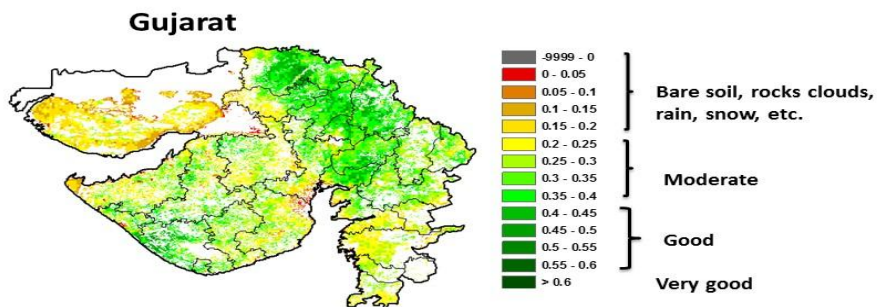 Gujarat
-9999 - 0
0 - 0.05
0.05 - 0.1
0.1 - 0.15
0.15 - 0.2
0.2 - 0.25
0.25 - 0.3
0.3 - 0.35
0.35 - 0.4
0.4 - 0.45
0.45 - 0.5
0.5 - 0.55
0.55 - 0.6
> 0.6
Bare soil, rocks clouds,
rain, snow, etc.
Moderate
Good
Very good